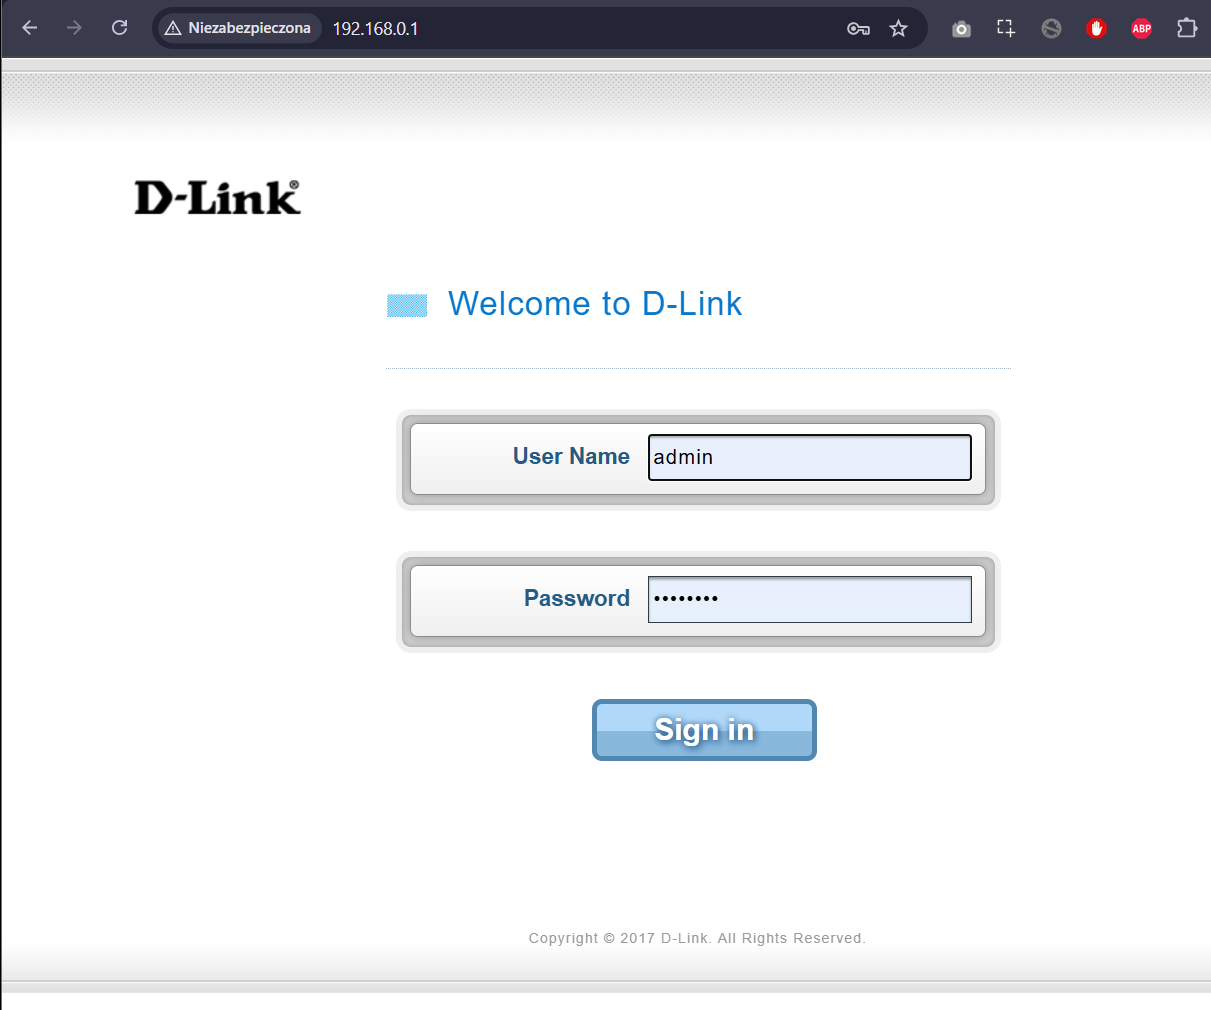 Niezabezpieczona 192.168.0.1
ABP
D-Link®
Welcome to D-Link
User Name admin
Password ••••••••
Sign in
Copyright © 2017 D-Link. All Rights Reserved.